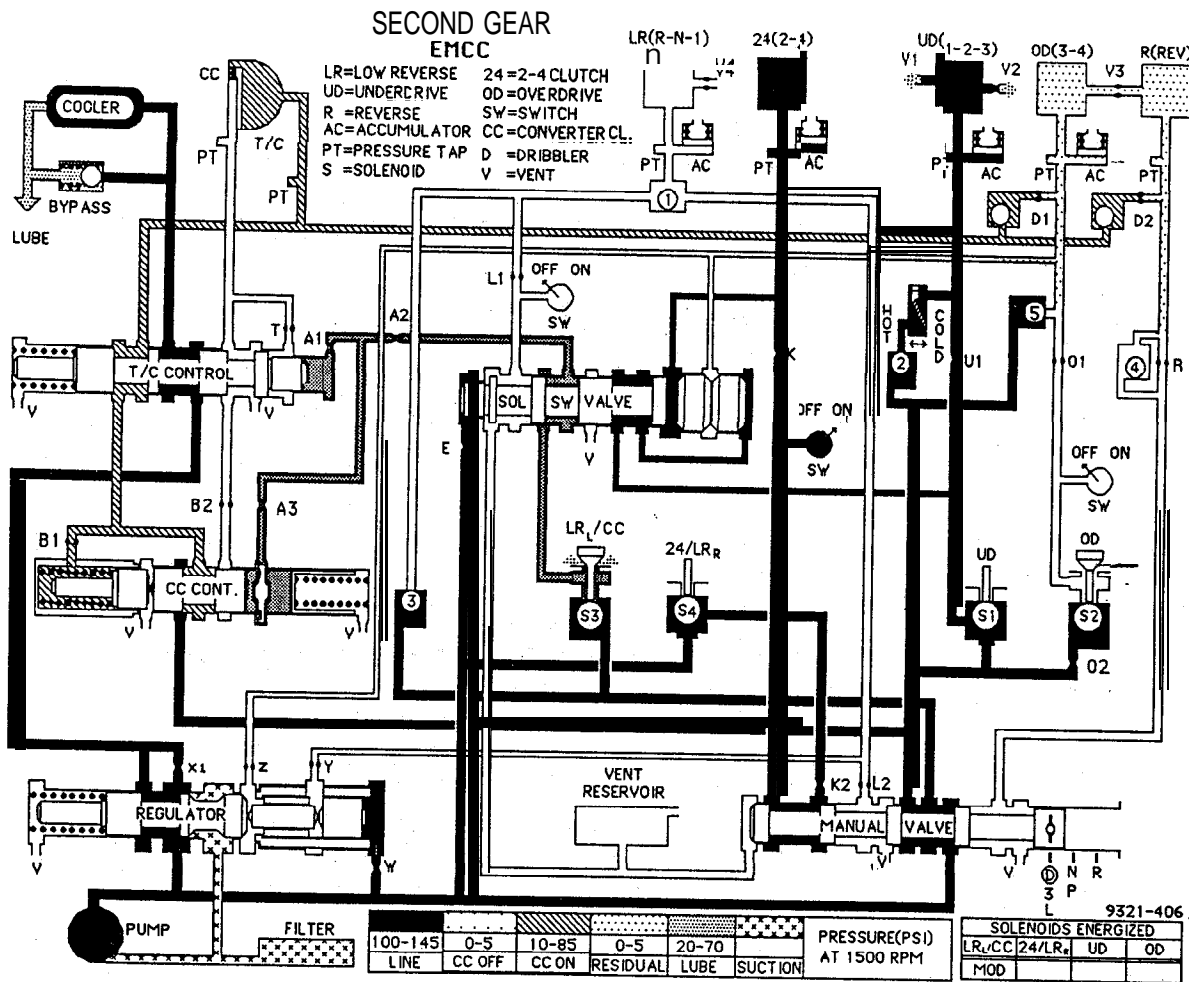 SECOND GEAR
EMCC
LR=LOW REVERSE 24=2-4 CLUTCH
UD=UNDERDRIVE OD=OVERDRIVE
R =REVERSE SW=SWITCH
AC=ACCUMULATOR CC=CONVERTER CL.
PT=PRESSURE TAP D =DRIBBLER
S =SOLENOID V =VENT
LR(R-N-1)
24(2-4)
UD(1-2-3)
OD(3-4)
R(REV)
V4
V1
V2
V3
COOLER
CC
T/C
PT
PT
BYPASS
LUBE
PT
AC
PT
AC
AC
PT
AC
PT
1
D1
D2
L1
OFF ON
SW
HOT
COLD
2
5
4
T
A1
A2
K
U1
O1
R
T/C CONTROL
V
V
SOL
SW
VALVE
V
E
OFF ON
SW
OFF ON
SW
B2
A3
B1
CC CONT.
V
V
LRL/CC
24/LRR
UD
OD
3
S3
S4
S1
S2
O2
X1
Z
Y
REGULATOR
V
W
VENT
RESERVOIR
K2
L2
MANUAL
VALVE
V
V
D
3
L
N
P
R
PUMP
FILTER
9321-406
100-145 0-5 10-85 0-5 20-70
LINE CC OFF CC ON RESIDUAL LUBE SUCTION
PRESSURE(PSI)
AT 1500 RPM
SOLENOIDS ENERGIZED
LRL/CC 24/LRR UD OD
MOD